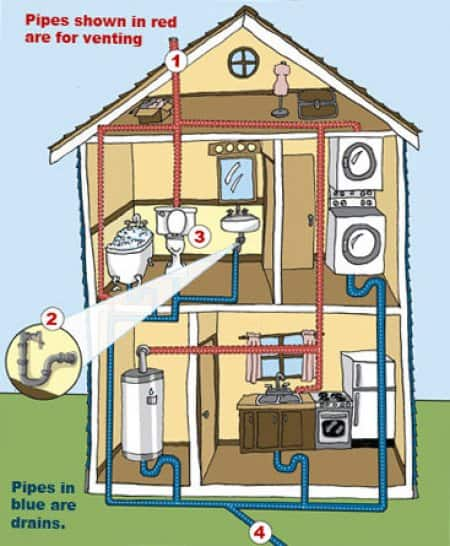 Pipes shown in red
are for venting
1
3
2
Pipes in
blue are
drains.
4